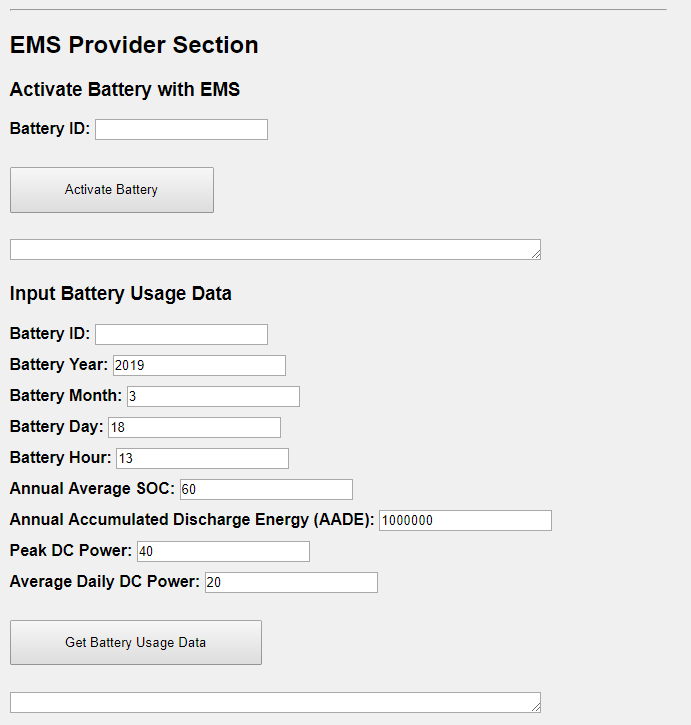 EMS Provider Section
Activate Battery with EMS
Battery ID:
Activate Battery
Input Battery Usage Data
Battery ID:
Battery Year: 2019
Battery Month: 3
Battery Day: 18
Battery Hour: 13
Annual Average SOC: 60
Annual Accumulated Discharge Energy (AADE): 1000000
Peak DC Power: 40
Average Daily DC Power: 20
Get Battery Usage Data